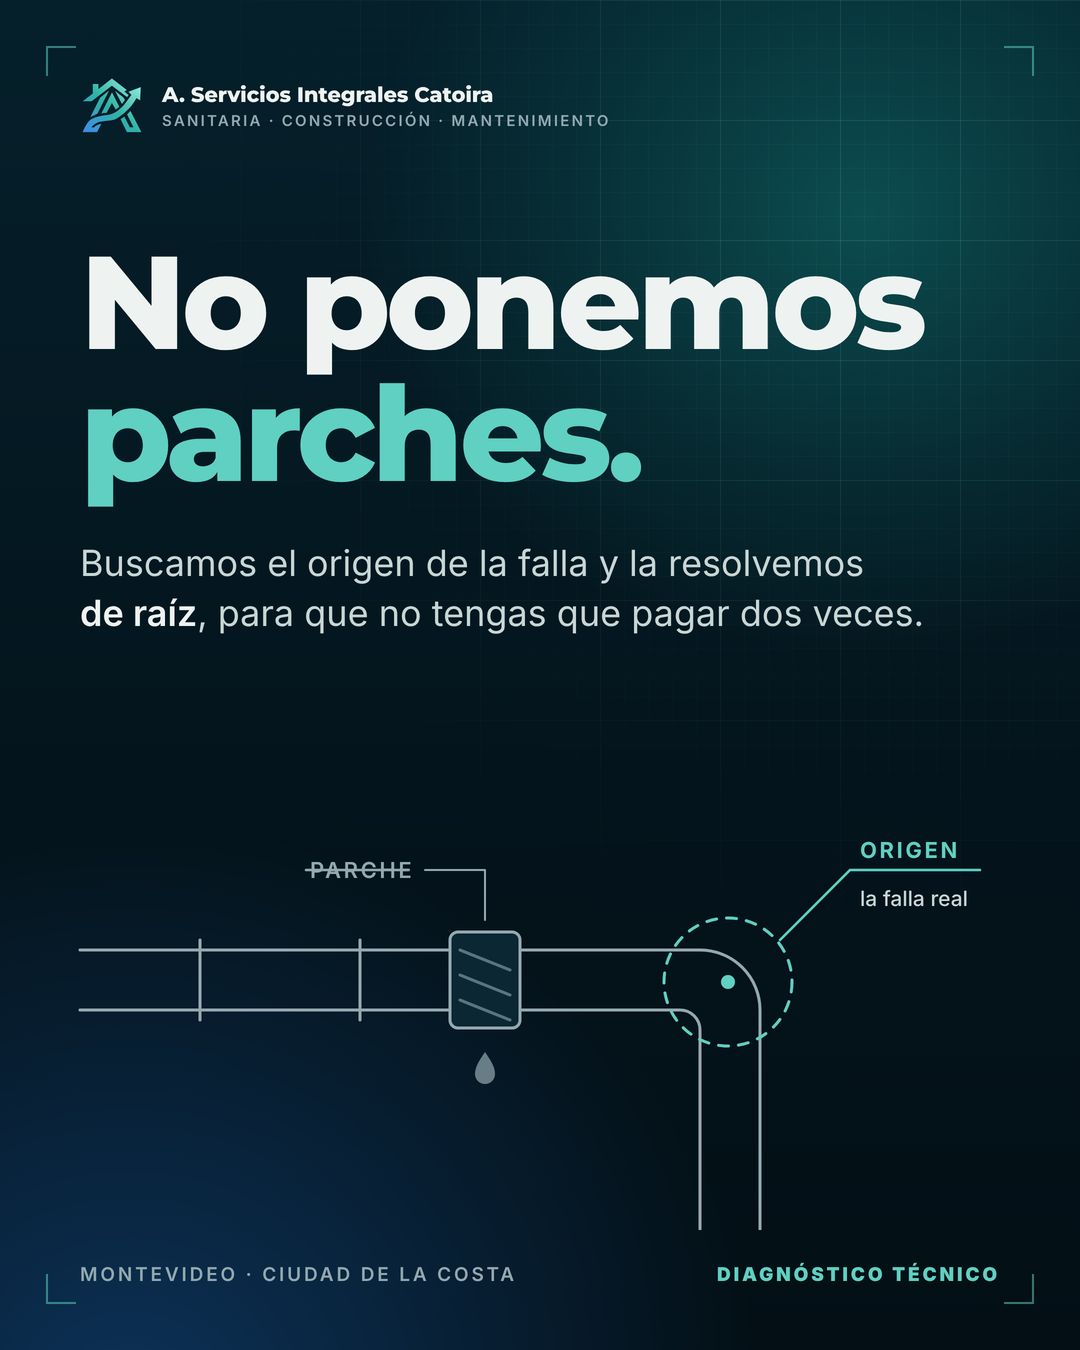 A. Servicios Integrales Catoira
SANITARIA · CONSTRUCCIÓN · MANTENIMIENTO
No ponemos
parches.
Buscamos el origen de la falla y la resolvemos
de raíz, para que no tengas que pagar dos veces.
PARCHE
ORIGEN
la falla real
MONTEVIDEO · CIUDAD DE LA COSTA
DIAGNÓSTICO TÉCNICO